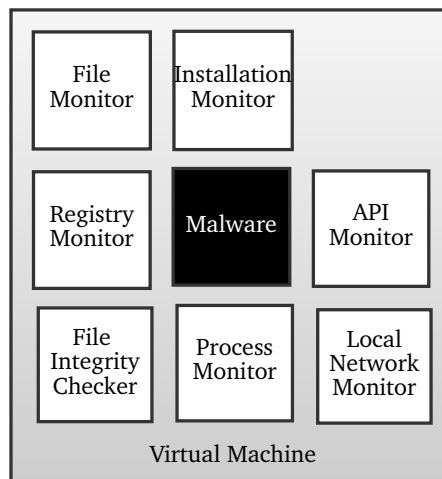 File
Monitor
Installation
Monitor
Registry
Monitor
Malware
API
Monitor
File
Integrity
Checker
Process
Monitor
Local
Network
Monitor
Virtual Machine